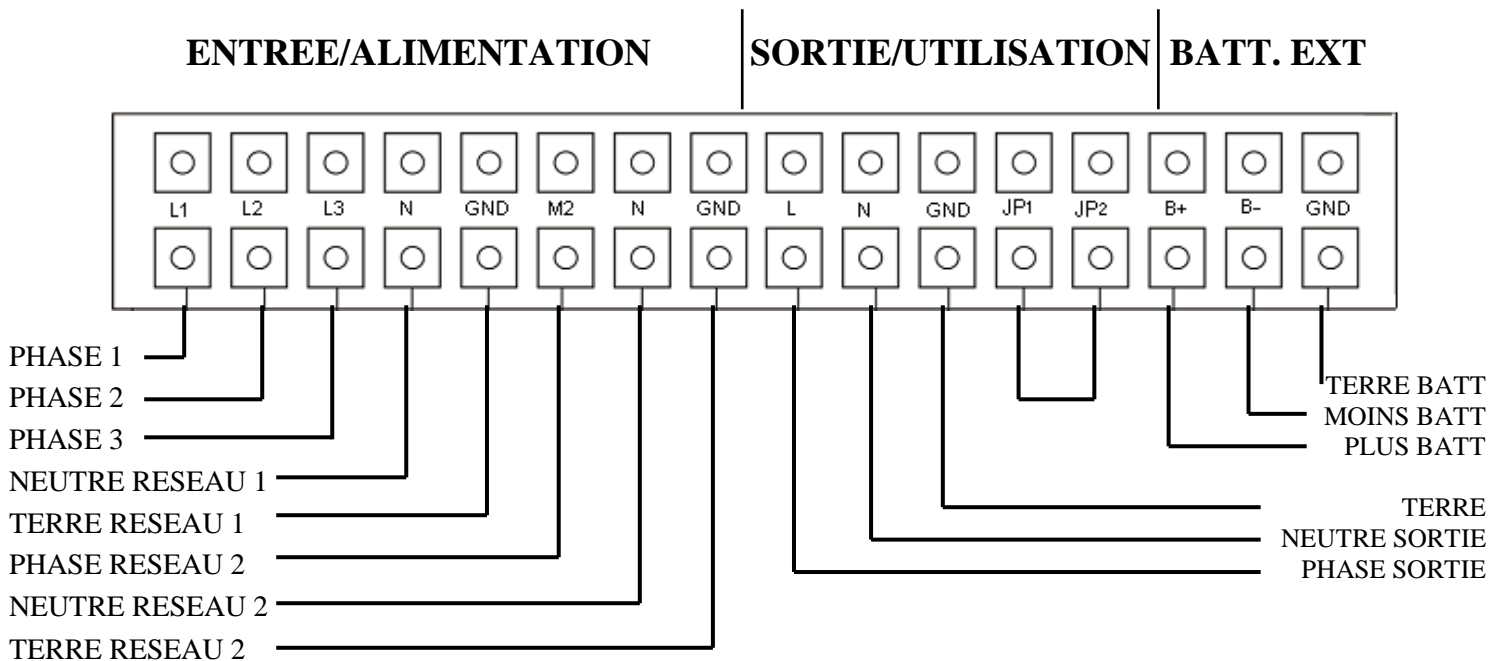 ENTREE/ALIMENTATION SORTIE/UTILISATION BATT. EXT
L1 L2 L3 N GND M2 N GND L N GND JP1 JP2 B+ B- GND
PHASE 1
PHASE 2
PHASE 3
NEUTRE RESEAU 1
TERRE RESEAU 1
PHASE RESEAU 2
NEUTRE RESEAU 2
TERRE RESEAU 2
TERRE BATT
MOINS BATT
PLUS BATT
TERRE
NEUTRE SORTIE
PHASE SORTIE